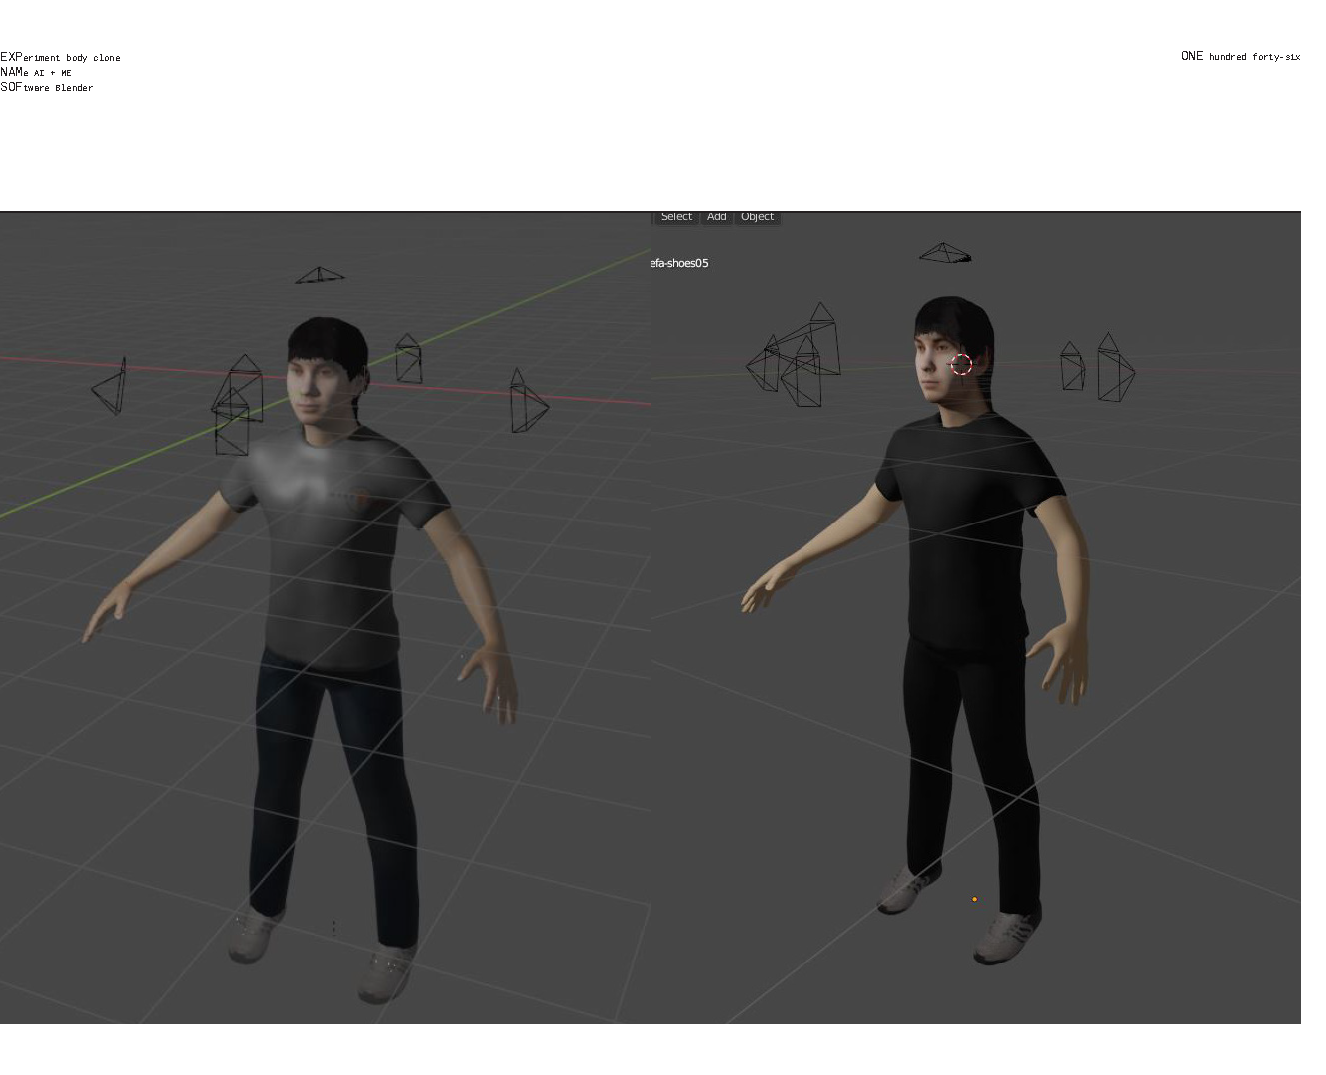 EXPeriment body clone
NAMe AI + ME
SOFtware Blender
ONE hundred forty-six
Select Add Object
efa-shoes05